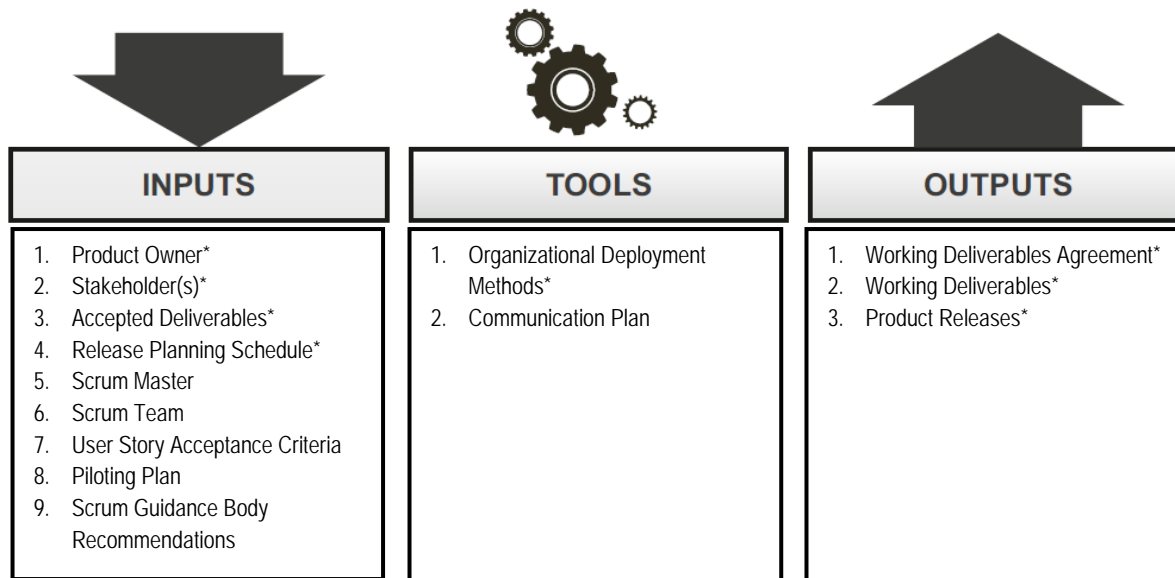 INPUTS
1. Product Owner*
2. Stakeholder(s)*
3. Accepted Deliverables*
4. Release Planning Schedule*
5. Scrum Master
6. Scrum Team
7. User Story Acceptance Criteria
8. Piloting Plan
9. Scrum Guidance Body
Recommendations
TOOLS
1. Organizational Deployment
Methods*
2. Communication Plan
OUTPUTS
1. Working Deliverables Agreement*
2. Working Deliverables*
3. Product Releases*